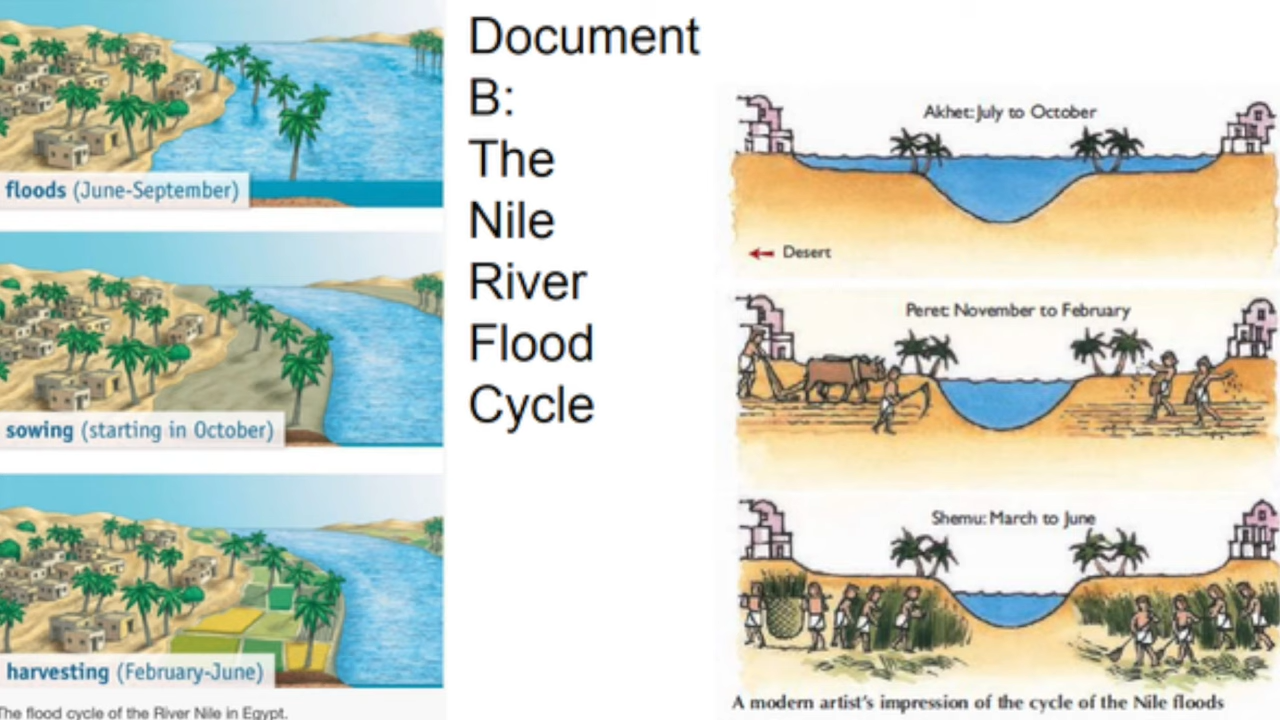 floods (June-September)
sowing (starting in October)
harvesting (February-June)
The flood cycle of the River Nile in Egypt.
Document
B:
The
Nile
River
Flood
Cycle
Akhet: July to October
Desert
Peret: November to February
Shemu: March to June
A modern artist's impression of the cycle of the Nile floods